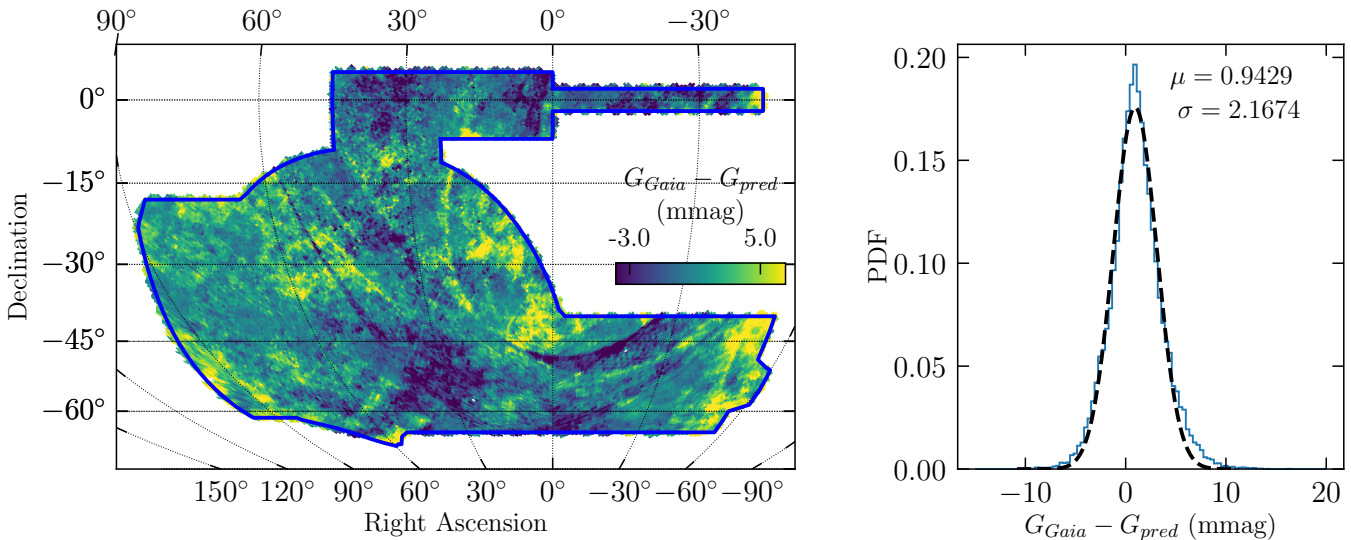 90° 60° 30° 0° −30°
0°
−15°
−30°
−45°
−60°
Declination
G_Gaia − G_pred
(mmag)
-3.0 5.0
150° 120° 90° 60° 30° 0° −30° −60° −90°
Right Ascension
0.20
0.15
0.10
0.05
0.00
PDF
μ = 0.9429
σ = 2.1674
−10 0 10 20
G_Gaia − G_pred (mmag)